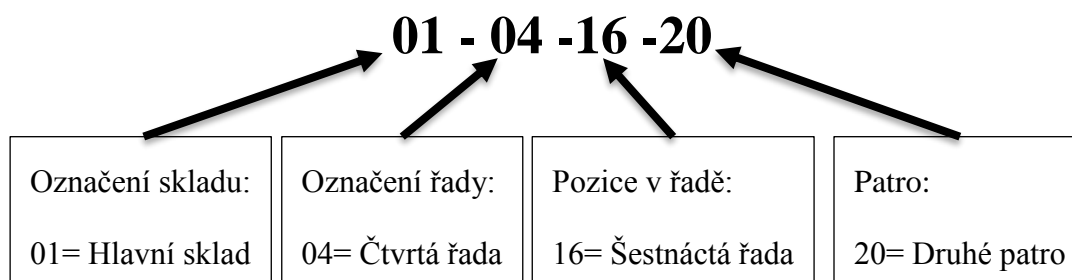 01 - 04 -16 -20
Označení skladu:
01= Hlavní sklad
Označení řady:
04= Čtvrtá řada
Pozice v řadě:
16= Šestnáctá řada
Patro:
20= Druhé patro